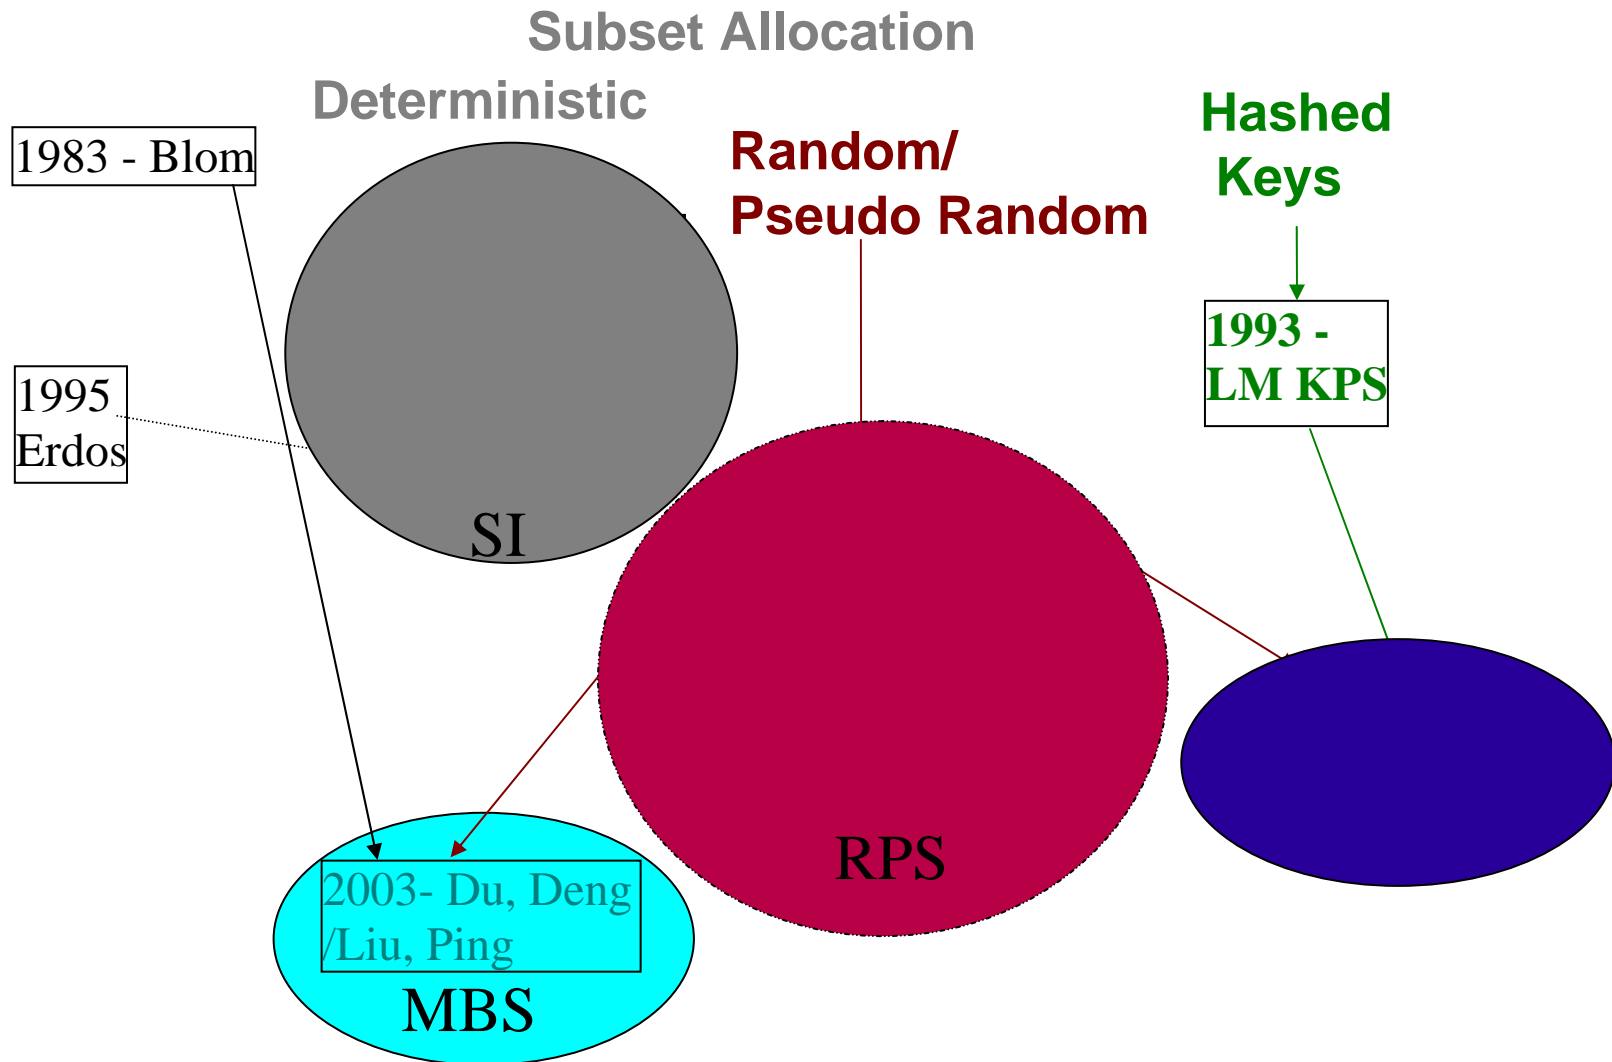 Subset Allocation
Deterministic
Random/
Pseudo Random
Hashed
Keys
1983 - Blom
1993 -
LM KPS
1995
Erdos
SI
RPS
2003- Du, Deng
/Liu, Ping
MBS